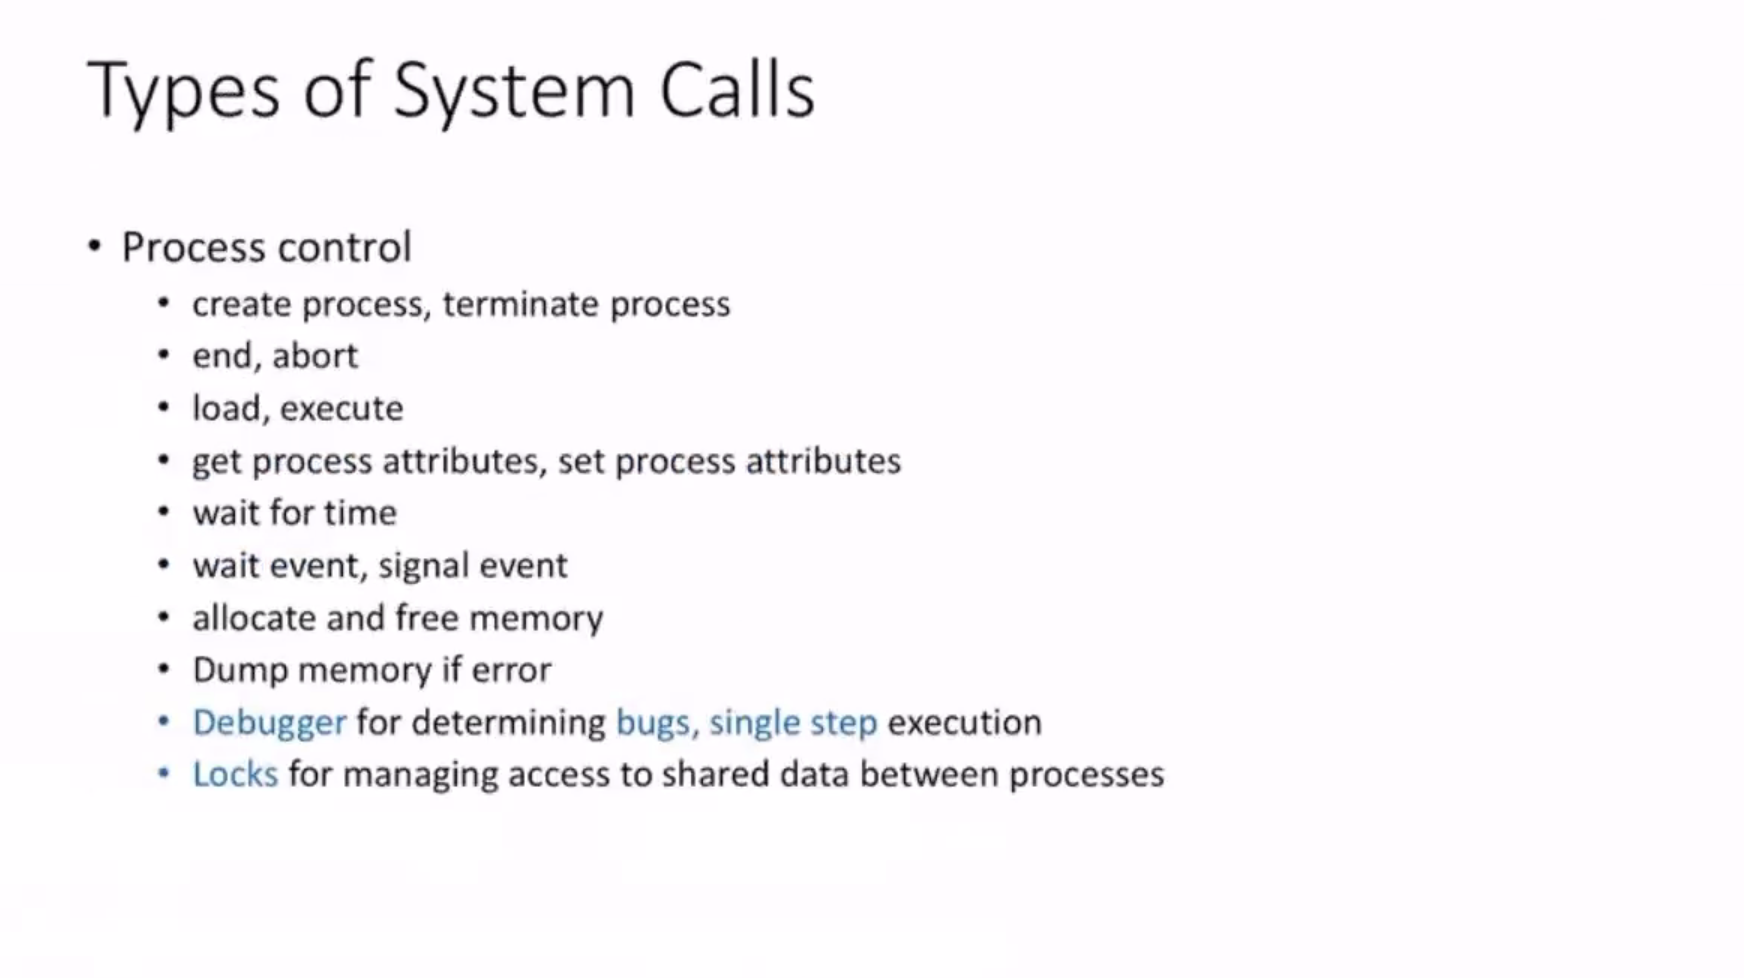 Types of System Calls
• Process control
• create process, terminate process
• end, abort
• load, execute
• get process attributes, set process attributes
• wait for time
• wait event, signal event
• allocate and free memory
• Dump memory if error
• Debugger for determining bugs, single step execution
• Locks for managing access to shared data between processes